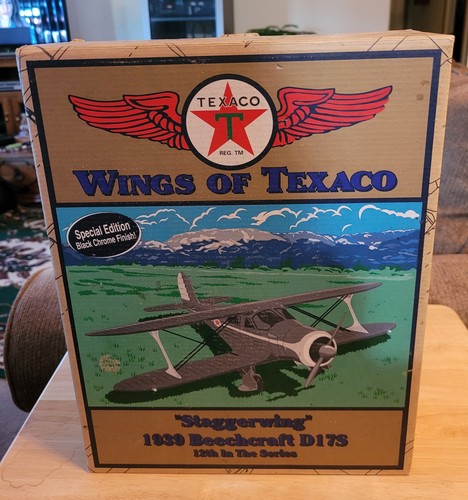 TEXACO
T
REG. TM
WINGS OF TEXACO
Special Edition
Black Chrome Finish!
"Staggerwing"
1939 Beechcraft D17S
12th In The Series